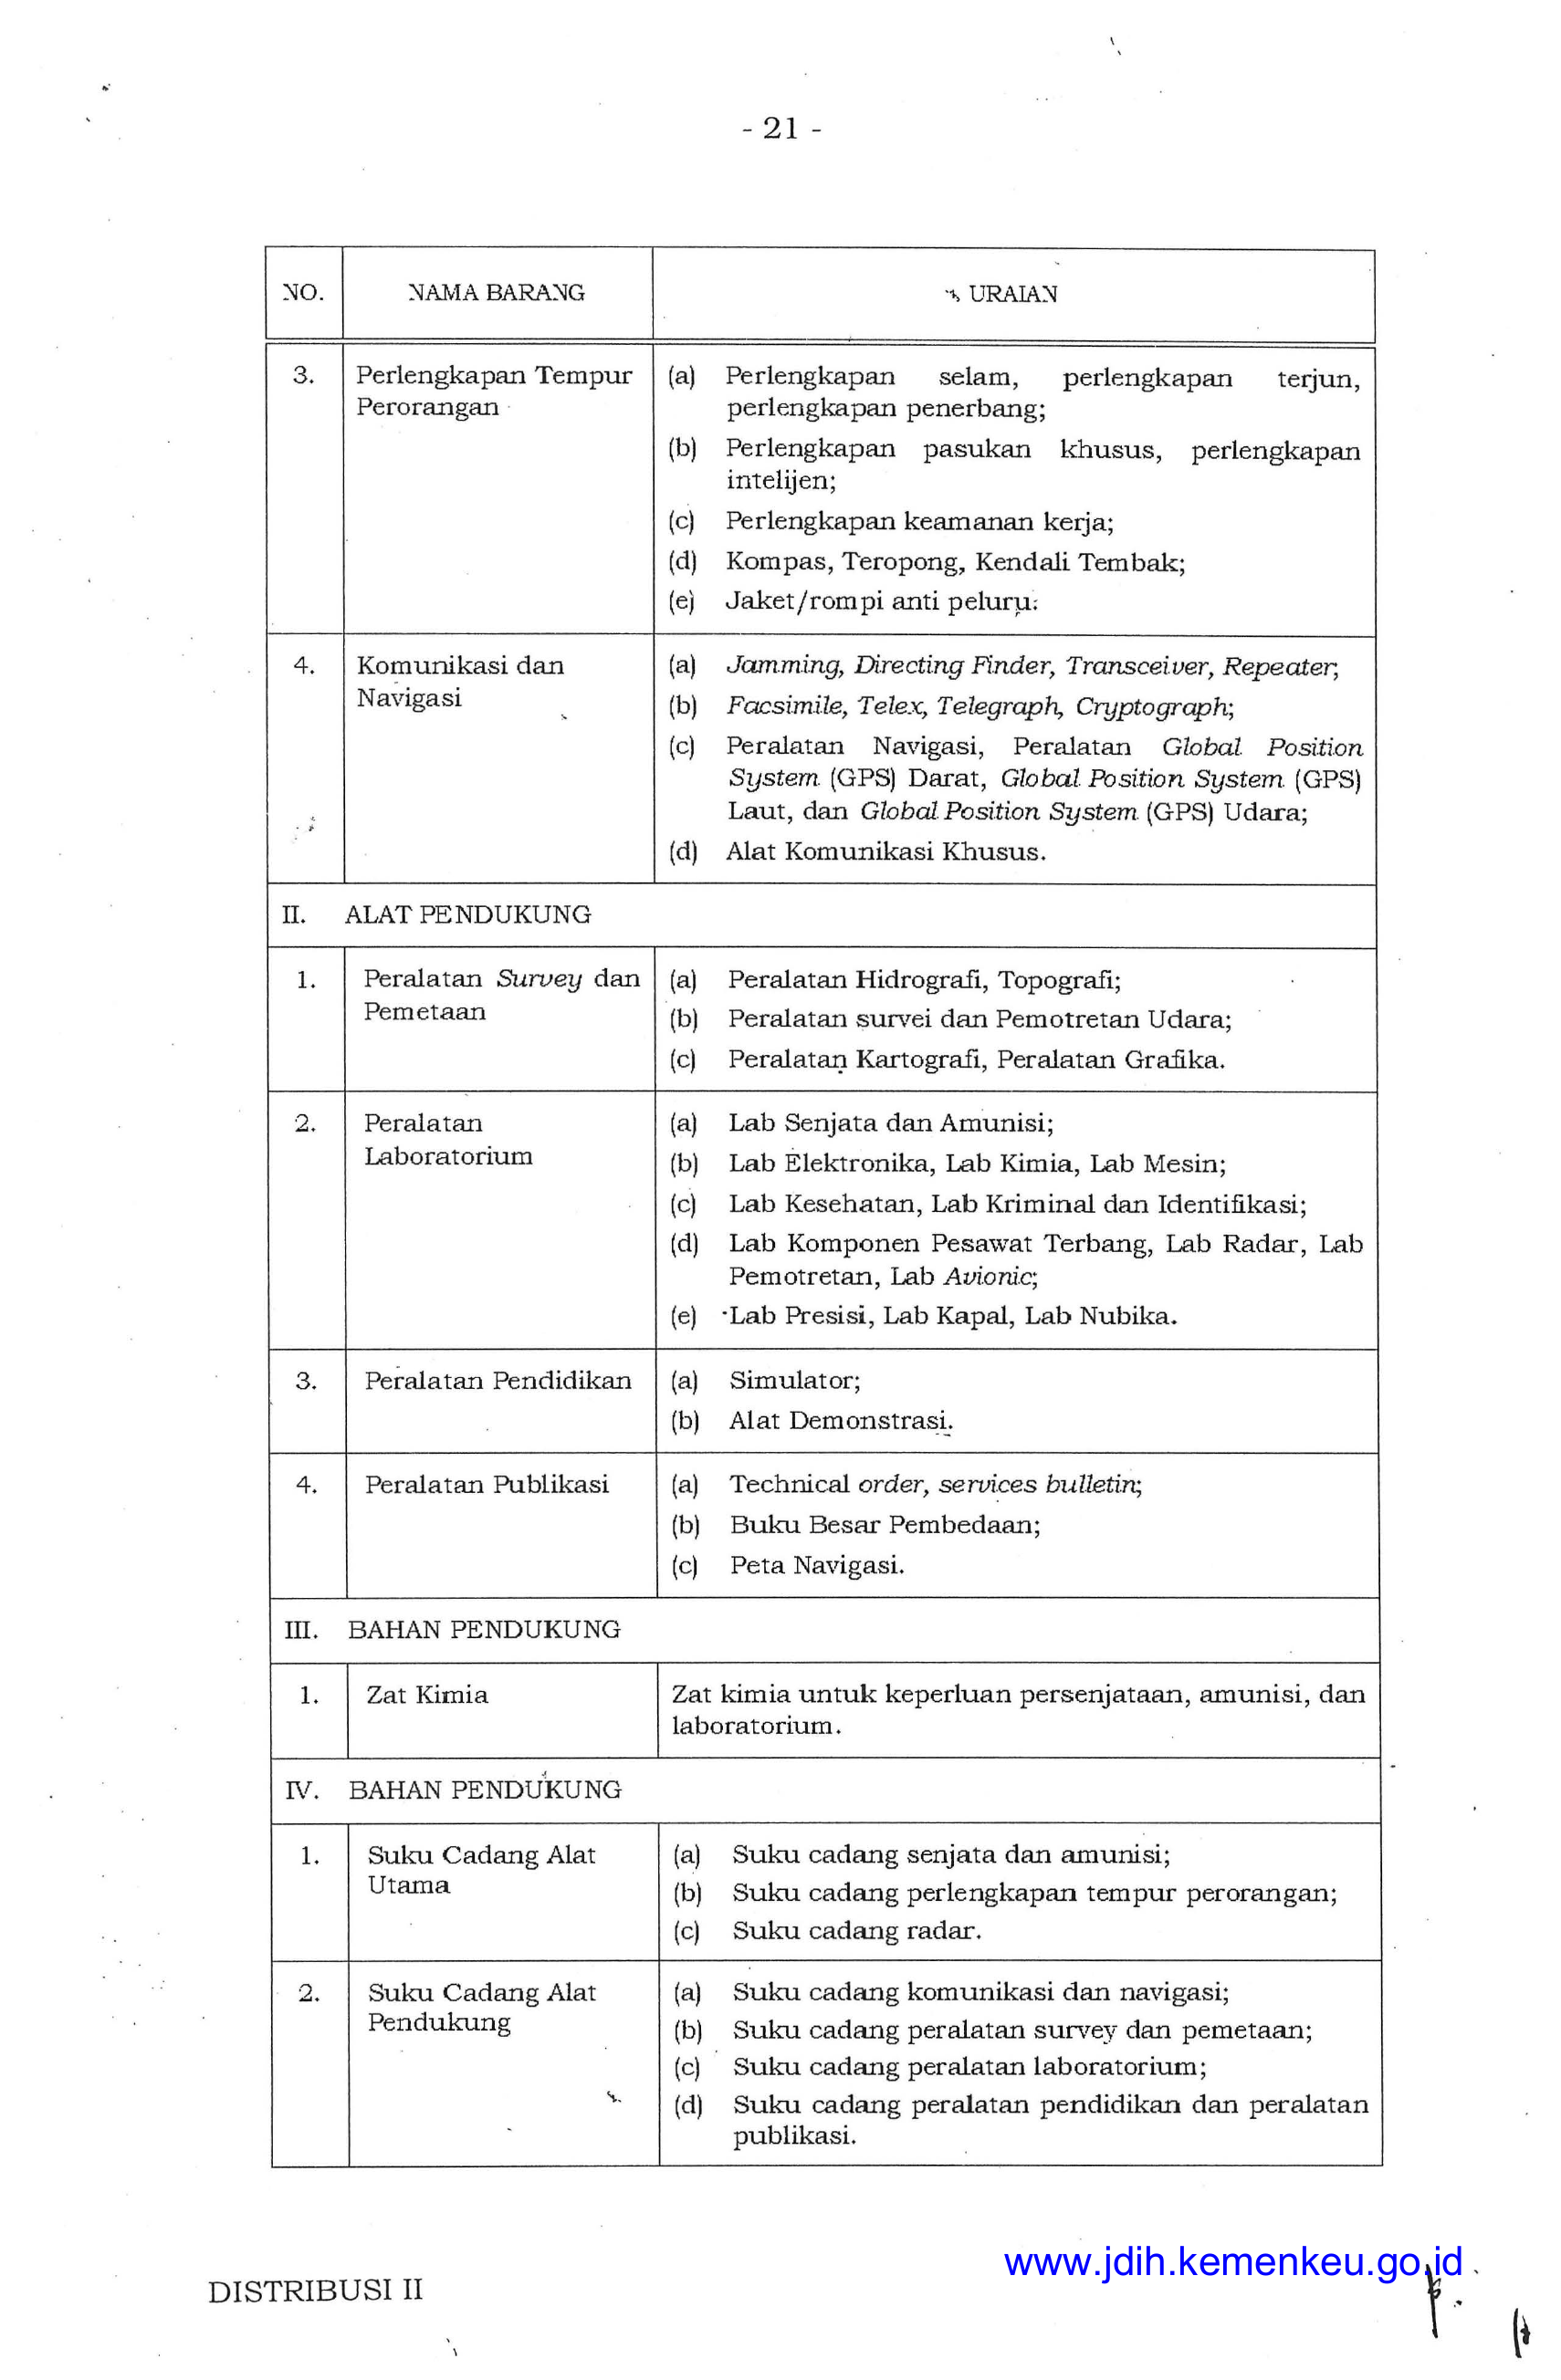 - 21 -
NO. NAMA BARANG URAIAN
3. Perlengkapan Tempur (a) Perlengkapan selam, perlengkapan terjun,
Perorangan perlengkapan penerbang;
(b) Perlengkapan pasukan khusus, perlengkapan
intelijen;
(c) Perlengkapan keamanan kerja;
(d) Kompas, Teropong, Kendali Tembak;
(e) Jaket/rompi anti peluru.
4. Komunikasi dan (a) Jamming, Directing Finder, Transceiver, Repeater;
Navigasi (b) Facsimile, Telex, Telegraph, Cryptograph;
(c) Peralatan Navigasi, Peralatan Global Position
System (GPS) Darat, Global Position System (GPS)
Laut, dan Global Position System (GPS) Udara;
(d) Alat Komunikasi Khusus.
II. ALAT PENDUKUNG
1. Peralatan Survey dan (a) Peralatan Hidrografi, Topografi;
Pemetaan (b) Peralatan survei dan Pemotretan Udara;
(c) Peralatan Kartografi, Peralatan Grafika.
2. Peralatan (a) Lab Senjata dan Amunisi;
Laboratorium (b) Lab Elektronika, Lab Kimia, Lab Mesin;
(c) Lab Kesehatan, Lab Kriminal dan Identifikasi;
(d) Lab Komponen Pesawat Terbang, Lab Radar, Lab
Pemotretan, Lab Avionic;
(e) Lab Presisi, Lab Kapal, Lab Nubika.
3. Peralatan Pendidikan (a) Simulator;
(b) Alat Demonstrasi.
4. Peralatan Publikasi (a) Technical order, services bulletin;
(b) Buku Besar Pembedaan;
(c) Peta Navigasi.
III. BAHAN PENDUKUNG
1. Zat Kimia Zat kimia untuk keperluan persenjataan, amunisi, dan
laboratorium.
IV. BAHAN PENDUKUNG
1. Suku Cadang Alat (a) Suku cadang senjata dan amunisi;
Utama (b) Suku cadang perlengkapan tempur perorangan;
(c) Suku cadang radar.
2. Suku Cadang Alat (a) Suku cadang komunikasi dan navigasi;
Pendukung (b) Suku cadang peralatan survey dan pemetaan;
(c) Suku cadang peralatan laboratorium;
(d) Suku cadang peralatan pendidikan dan peralatan
publikasi.
www.jdih.kemenkeu.go.id
DISTRIBUSI II